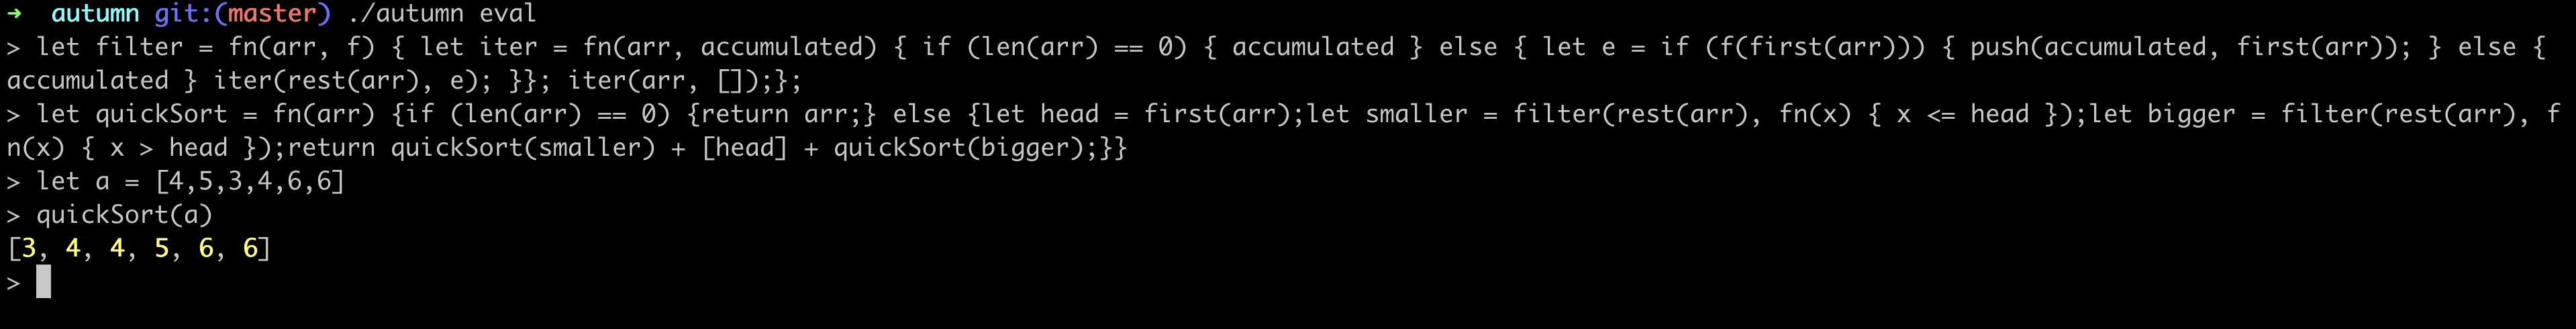 → autumn git:(master) ./autumn eval
> let filter = fn(arr, f) { let iter = fn(arr, accumulated) { if (len(arr) == 0) { accumulated } else { let e = if (f(first(arr))) { push(accumulated, first(arr)); } else {
accumulated } iter(rest(arr), e); }}; iter(arr, []);};
> let quickSort = fn(arr) {if (len(arr) == 0) {return arr;} else {let head = first(arr);let smaller = filter(rest(arr), fn(x) { x <= head });let bigger = filter(rest(arr), f
n(x) { x > head });return quickSort(smaller) + [head] + quickSort(bigger);}}
> let a = [4,5,3,4,6,6]
> quickSort(a)
[3, 4, 4, 5, 6, 6]
>